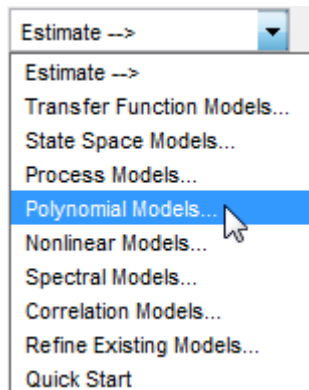 Estimate -->
Estimate -->
Transfer Function Models...
State Space Models...
Process Models...
Polynomial Models...
Nonlinear Models...
Spectral Models...
Correlation Models...
Refine Existing Models...
Quick Start